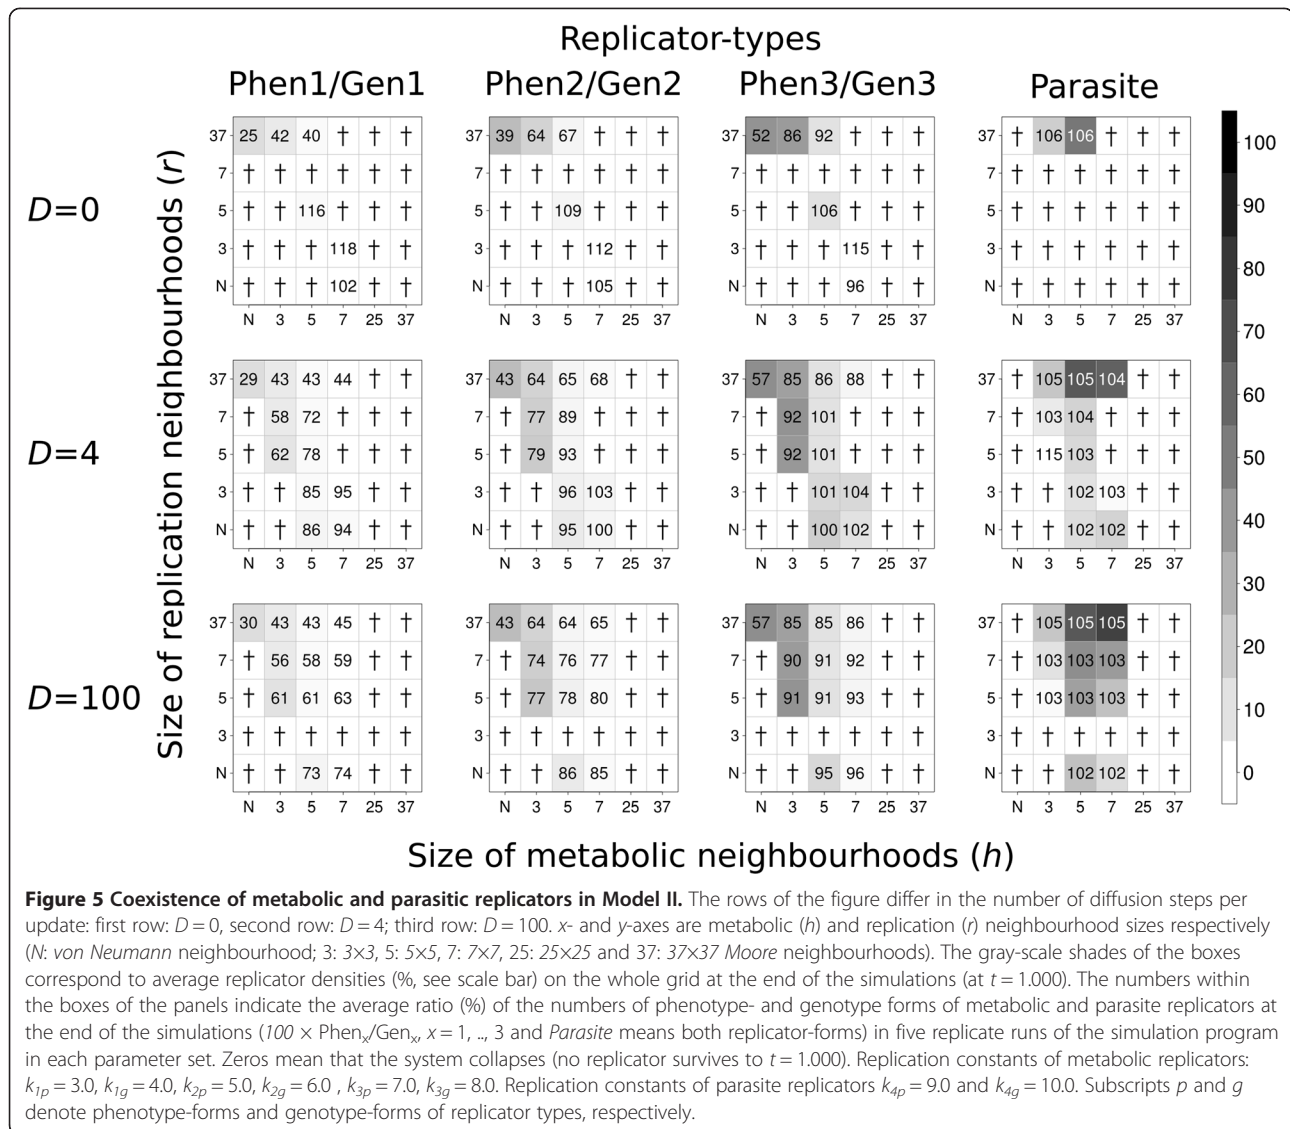 Replicator-types
Phen1/Gen1 Phen2/Gen2 Phen3/Gen3 Parasite
Size of replication neighbourhoods (r)
D=0
37 25 42 40 † † † 37 39 64 67 † † † 37 52 86 92 † † † 37 † 106 106 † † †
7 † † † † † † 7 † † † † † † 7 † † † † † † 7 † † † † † †
5 † † 116 † † † 5 † † 109 † † † 5 † † 106 † † † 5 † † † † † †
3 † † † 118 † † 3 † † † 112 † † 3 † † † 115 † † 3 † † † † † †
N † † † 102 † † N † † † 105 † † N † † † 96 † † N † † † † † †
N 3 5 7 25 37 N 3 5 7 25 37 N 3 5 7 25 37 N 3 5 7 25 37
D=4
37 29 43 43 44 † † 37 43 64 65 68 † † 37 57 85 86 88 † † 37 † 105 105 104 † †
7 † 58 72 † † † 7 † 77 89 † † † 7 † 92 101 † † † 7 † 103 104 † † †
5 † 62 78 † † † 5 † 79 93 † † † 5 † 92 101 † † † 5 † 115 103 † † †
3 † † 85 95 † † 3 † † 96 103 † † 3 † † 101 104 † † 3 † † 102 103 † †
N † † 86 94 † † N † † 95 100 † † N † † 100 102 † † N † † 102 102 † †
N 3 5 7 25 37 N 3 5 7 25 37 N 3 5 7 25 37 N 3 5 7 25 37
D=100
37 30 43 43 45 † † 37 43 64 64 65 † † 37 57 85 85 86 † † 37 † 105 105 105 † †
7 † 56 58 59 † † 7 † 74 76 77 † † 7 † 90 91 92 † † 7 † 103 103 103 † †
5 † 61 61 63 † † 5 † 77 78 80 † † 5 † 91 91 93 † † 5 † 103 103 103 † †
3 † † † † † † 3 † † † † † † 3 † † † † † † 3 † † † † † †
N † † 73 74 † † N † † 86 85 † † N † † 95 96 † † N † † 102 102 † †
N 3 5 7 25 37 N 3 5 7 25 37 N 3 5 7 25 37 N 3 5 7 25 37
100
90
80
70
60
50
40
30
20
10
0
Size of metabolic neighbourhoods (h)
Figure 5 Coexistence of metabolic and parasitic replicators in Model II. The rows of the figure differ in the number of diffusion steps per
update: first row: D = 0, second row: D = 4; third row: D = 100. x- and y-axes are metabolic (h) and replication (r) neighbourhood sizes respectively
(N: von Neumann neighbourhood; 3: 3×3, 5: 5×5, 7: 7×7, 25: 25×25 and 37: 37×37 Moore neighbourhoods). The gray-scale shades of the boxes
correspond to average replicator densities (%, see scale bar) on the whole grid at the end of the simulations (at t = 1.000). The numbers within
the boxes of the panels indicate the average ratio (%) of the numbers of phenotype- and genotype forms of metabolic and parasite replicators at
the end of the simulations (100 × Phenx/Genx, x = 1, .., 3 and Parasite means both replicator-forms) in five replicate runs of the simulation program
in each parameter set. Zeros mean that the system collapses (no replicator survives to t = 1.000). Replication constants of metabolic replicators:
k1p = 3.0, k1g = 4.0, k2p = 5.0, k2g = 6.0 , k3p = 7.0, k3g = 8.0. Replication constants of parasite replicators k4p = 9.0 and k4g = 10.0. Subscripts p and g
denote phenotype-forms and genotype-forms of replicator types, respectively.